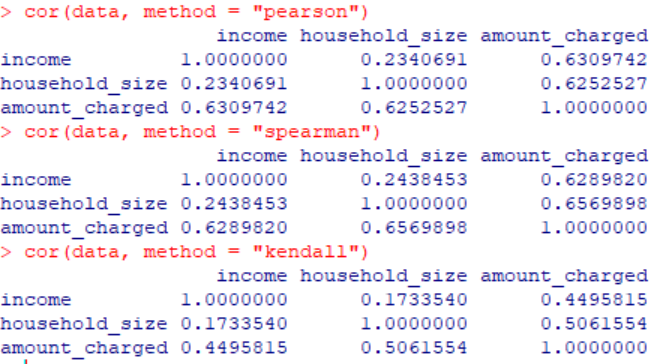 > cor(data, method = "pearson")
income household_size amount_charged
income 1.0000000 0.2340691 0.6309742
household_size 0.2340691 1.0000000 0.6252527
amount_charged 0.6309742 0.6252527 1.0000000
> cor(data, method = "spearman")
income household_size amount_charged
income 1.0000000 0.2438453 0.6289820
household_size 0.2438453 1.0000000 0.6569898
amount_charged 0.6289820 0.6569898 1.0000000
> cor(data, method = "kendall")
income household_size amount_charged
income 1.0000000 0.1733540 0.4495815
household_size 0.1733540 1.0000000 0.5061554
amount_charged 0.4495815 0.5061554 1.0000000